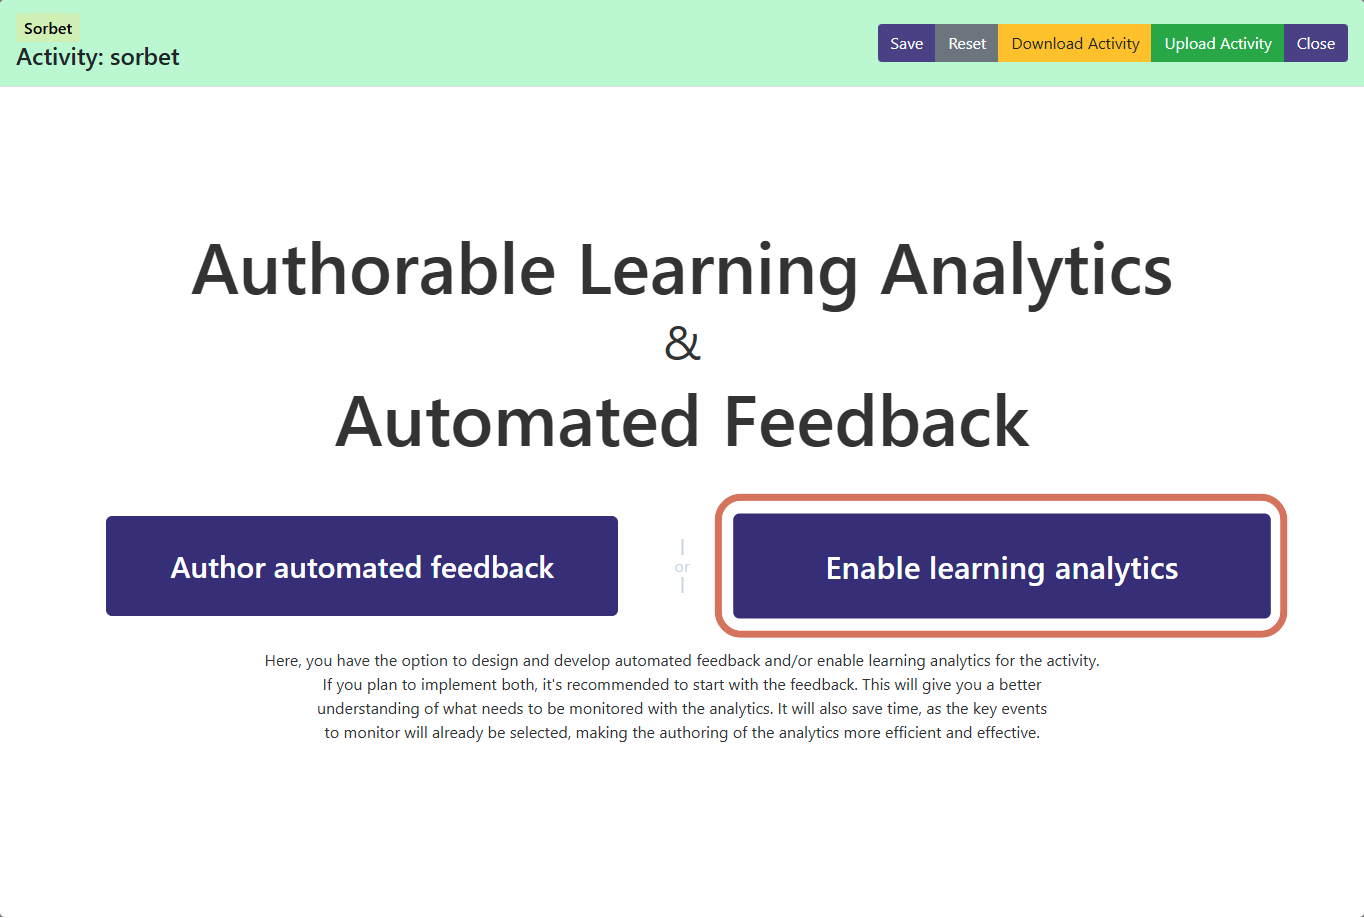 Sorbet
Activity: sorbet
Save Reset Download Activity Upload Activity Close
Authorable Learning Analytics
&
Automated Feedback
Author automated feedback
or
Enable learning analytics
Here, you have the option to design and develop automated feedback and/or enable learning analytics for the activity.
If you plan to implement both, it's recommended to start with the feedback. This will give you a better
understanding of what needs to be monitored with the analytics. It will also save time, as the key events
to monitor will already be selected, making the authoring of the analytics more efficient and effective.